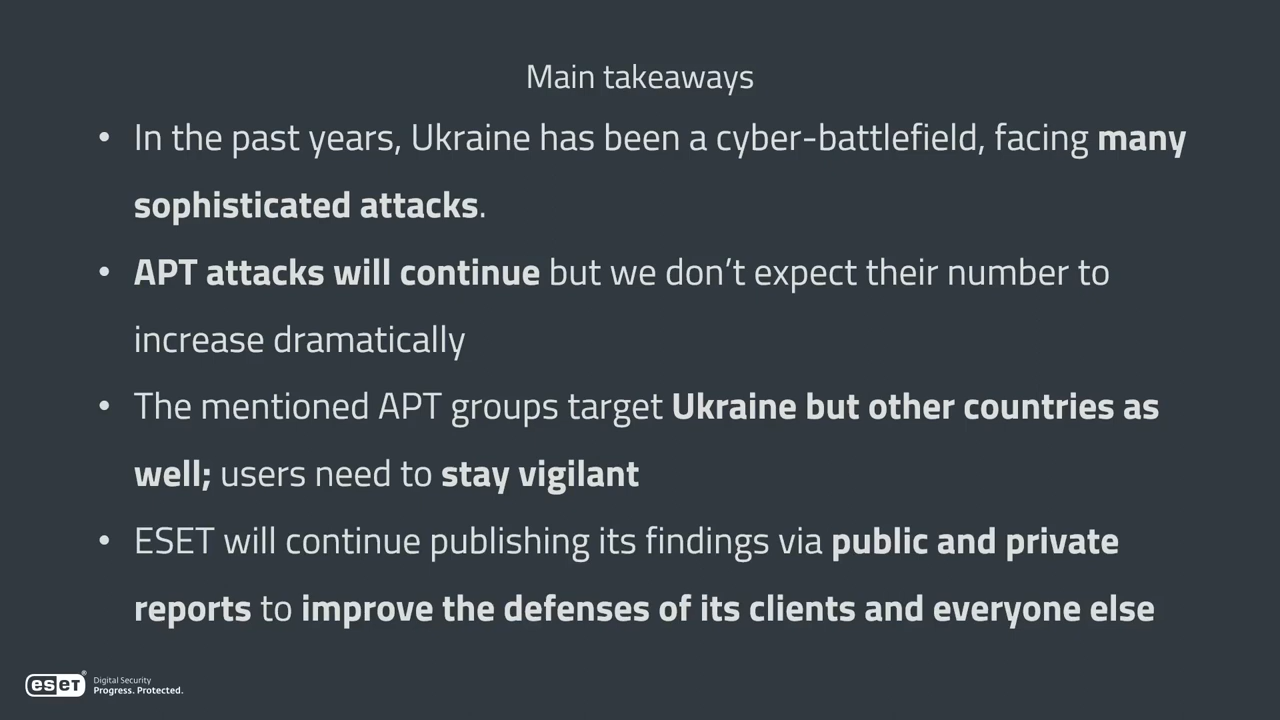 Main takeaways
• In the past years, Ukraine has been a cyber-battlefield, facing many
sophisticated attacks.
• APT attacks will continue but we don’t expect their number to
increase dramatically
• The mentioned APT groups target Ukraine but other countries as
well; users need to stay vigilant
• ESET will continue publishing its findings via public and private
reports to improve the defenses of its clients and everyone else
eset® Digital Security
Progress. Protected.